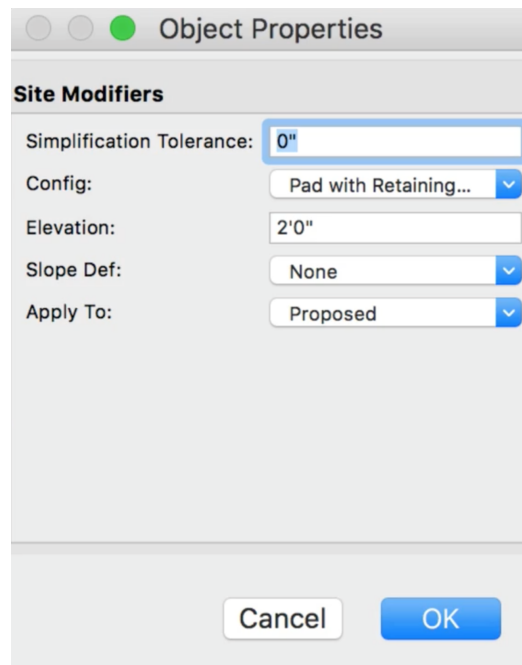 Object Properties
Site Modifiers
Simplification Tolerance: 0"
Config: Pad with Retaining...
Elevation: 2'0"
Slope Def: None
Apply To: Proposed
Cancel OK